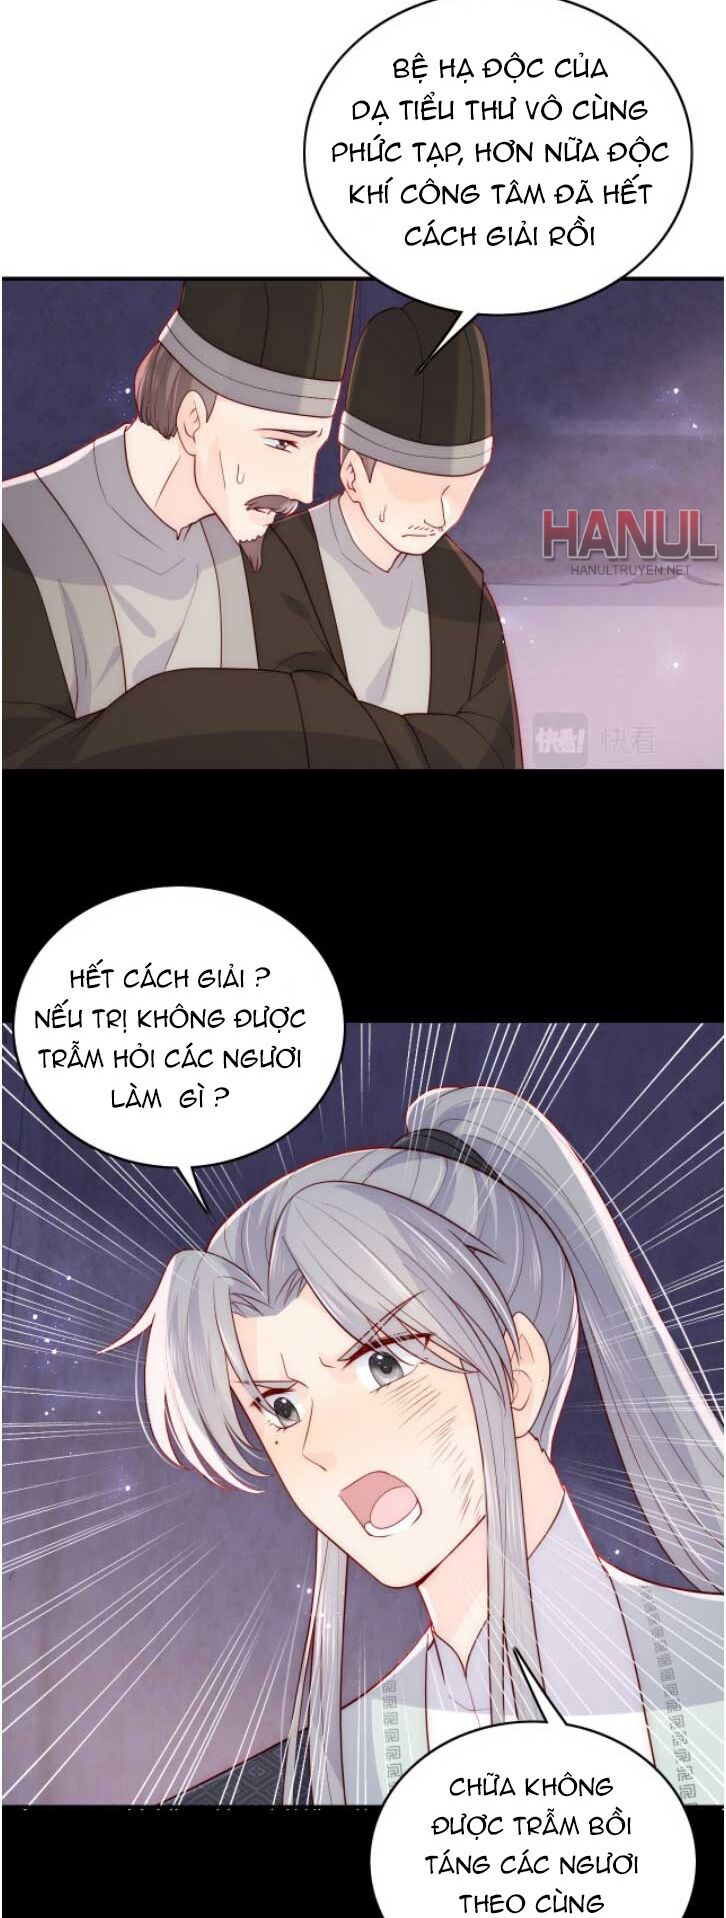 BỆ HẠ ĐỘC CỦA
DẠ TIỂU THƯ VÔ CÙNG
PHỨC TẠP, HƠN NỮA ĐỘC
KHÍ CÔNG TÂM ĐÃ HẾT
CÁCH GIẢI RỒI
HANUL
HANULTRUYEN.NET
快看! 快看
HẾT CÁCH GIẢI ?
NẾU TRỊ KHÔNG ĐƯỢC
TRẪM HỎI CÁC NGƯƠI
LÀM GÌ ?
CHỮA KHÔNG
ĐƯỢC TRẪM BỒI
TÁNG CÁC NGƯƠI
THEO CÙNG